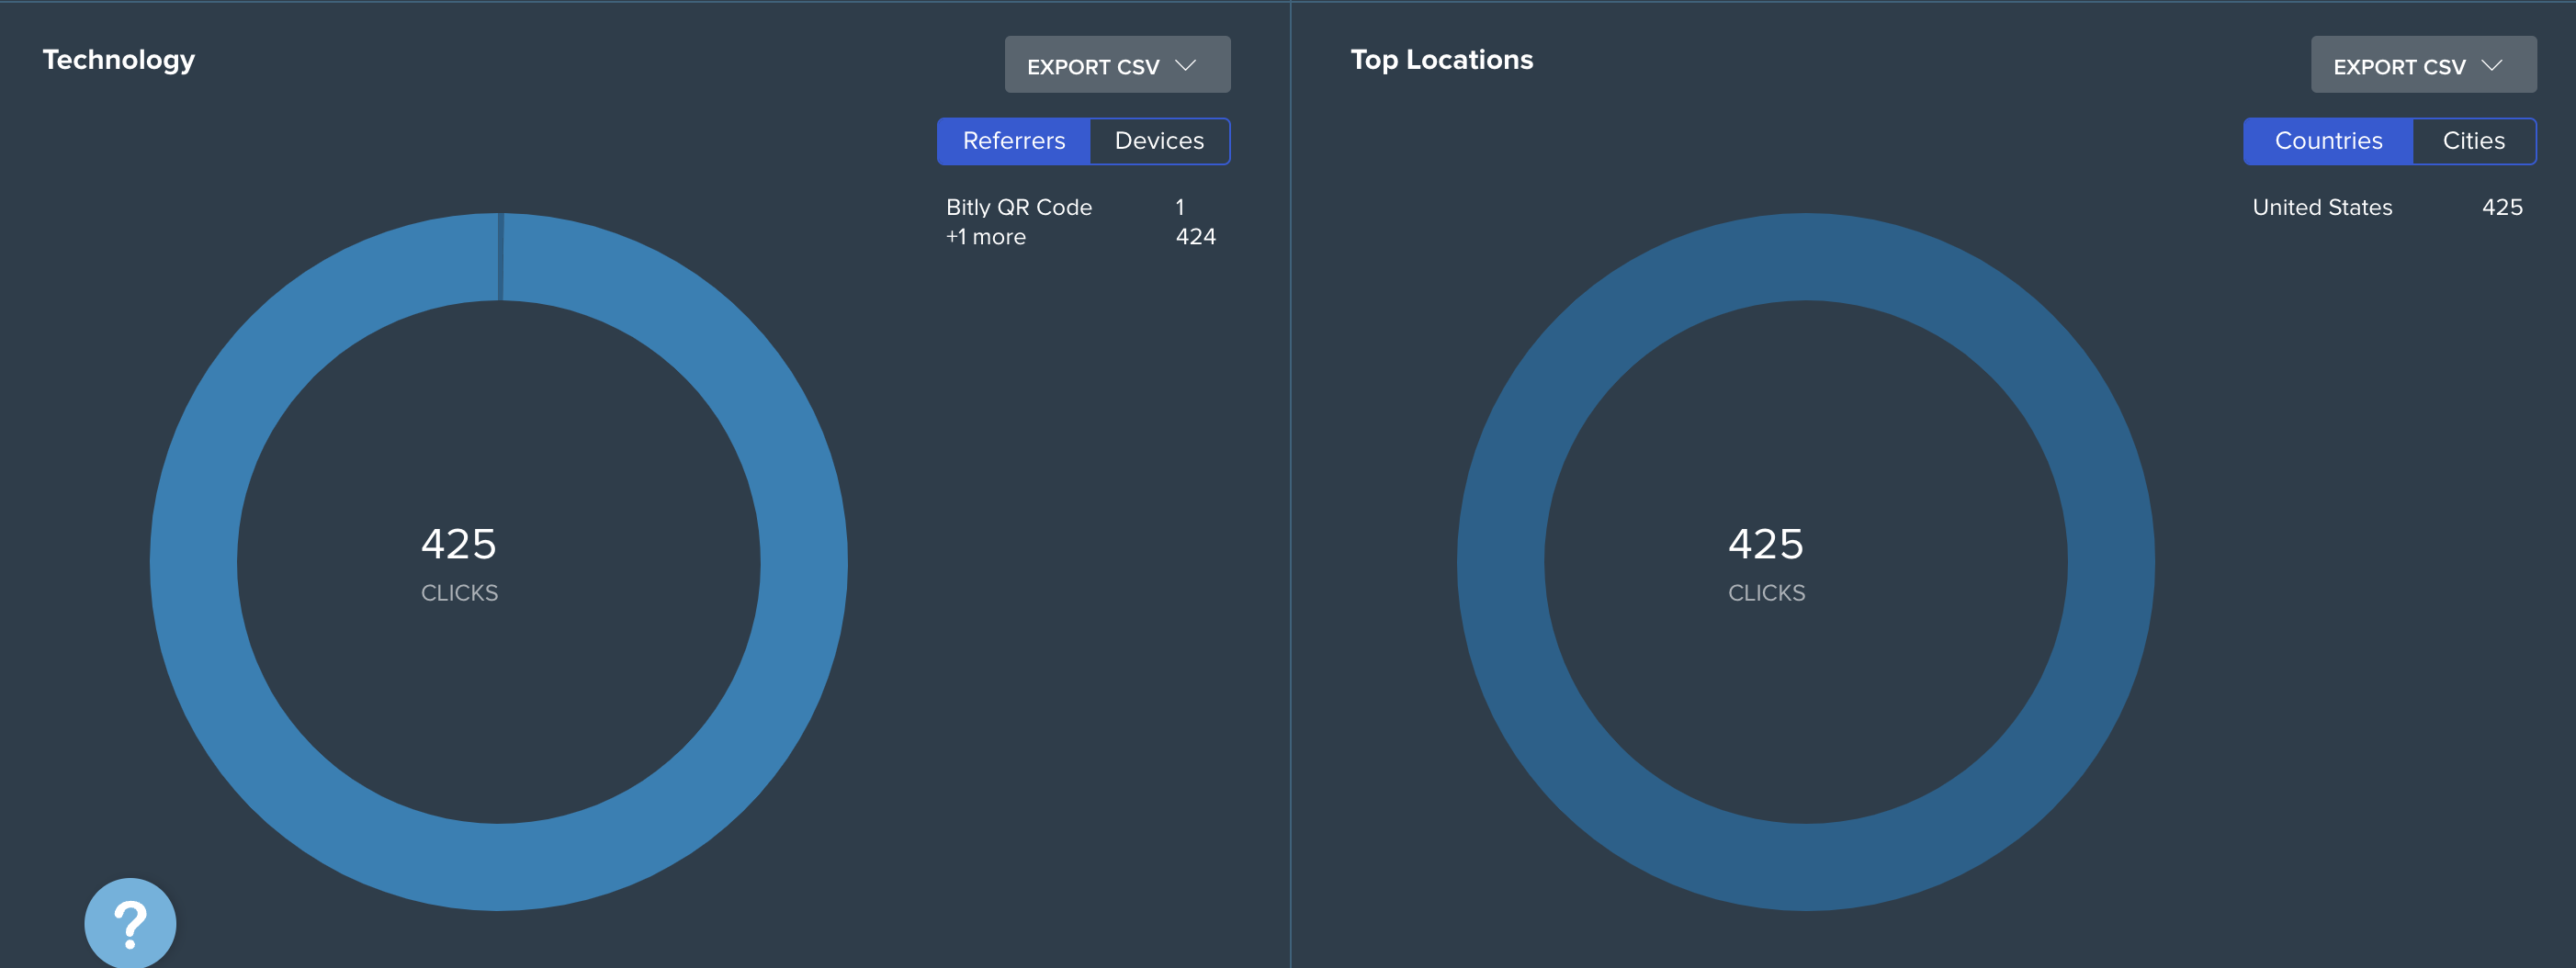 Technology
EXPORT CSV
Referrers Devices
Bitly QR Code 1
+1 more 424
425
CLICKS
?
Top Locations
EXPORT CSV
Countries Cities
United States 425
425
CLICKS